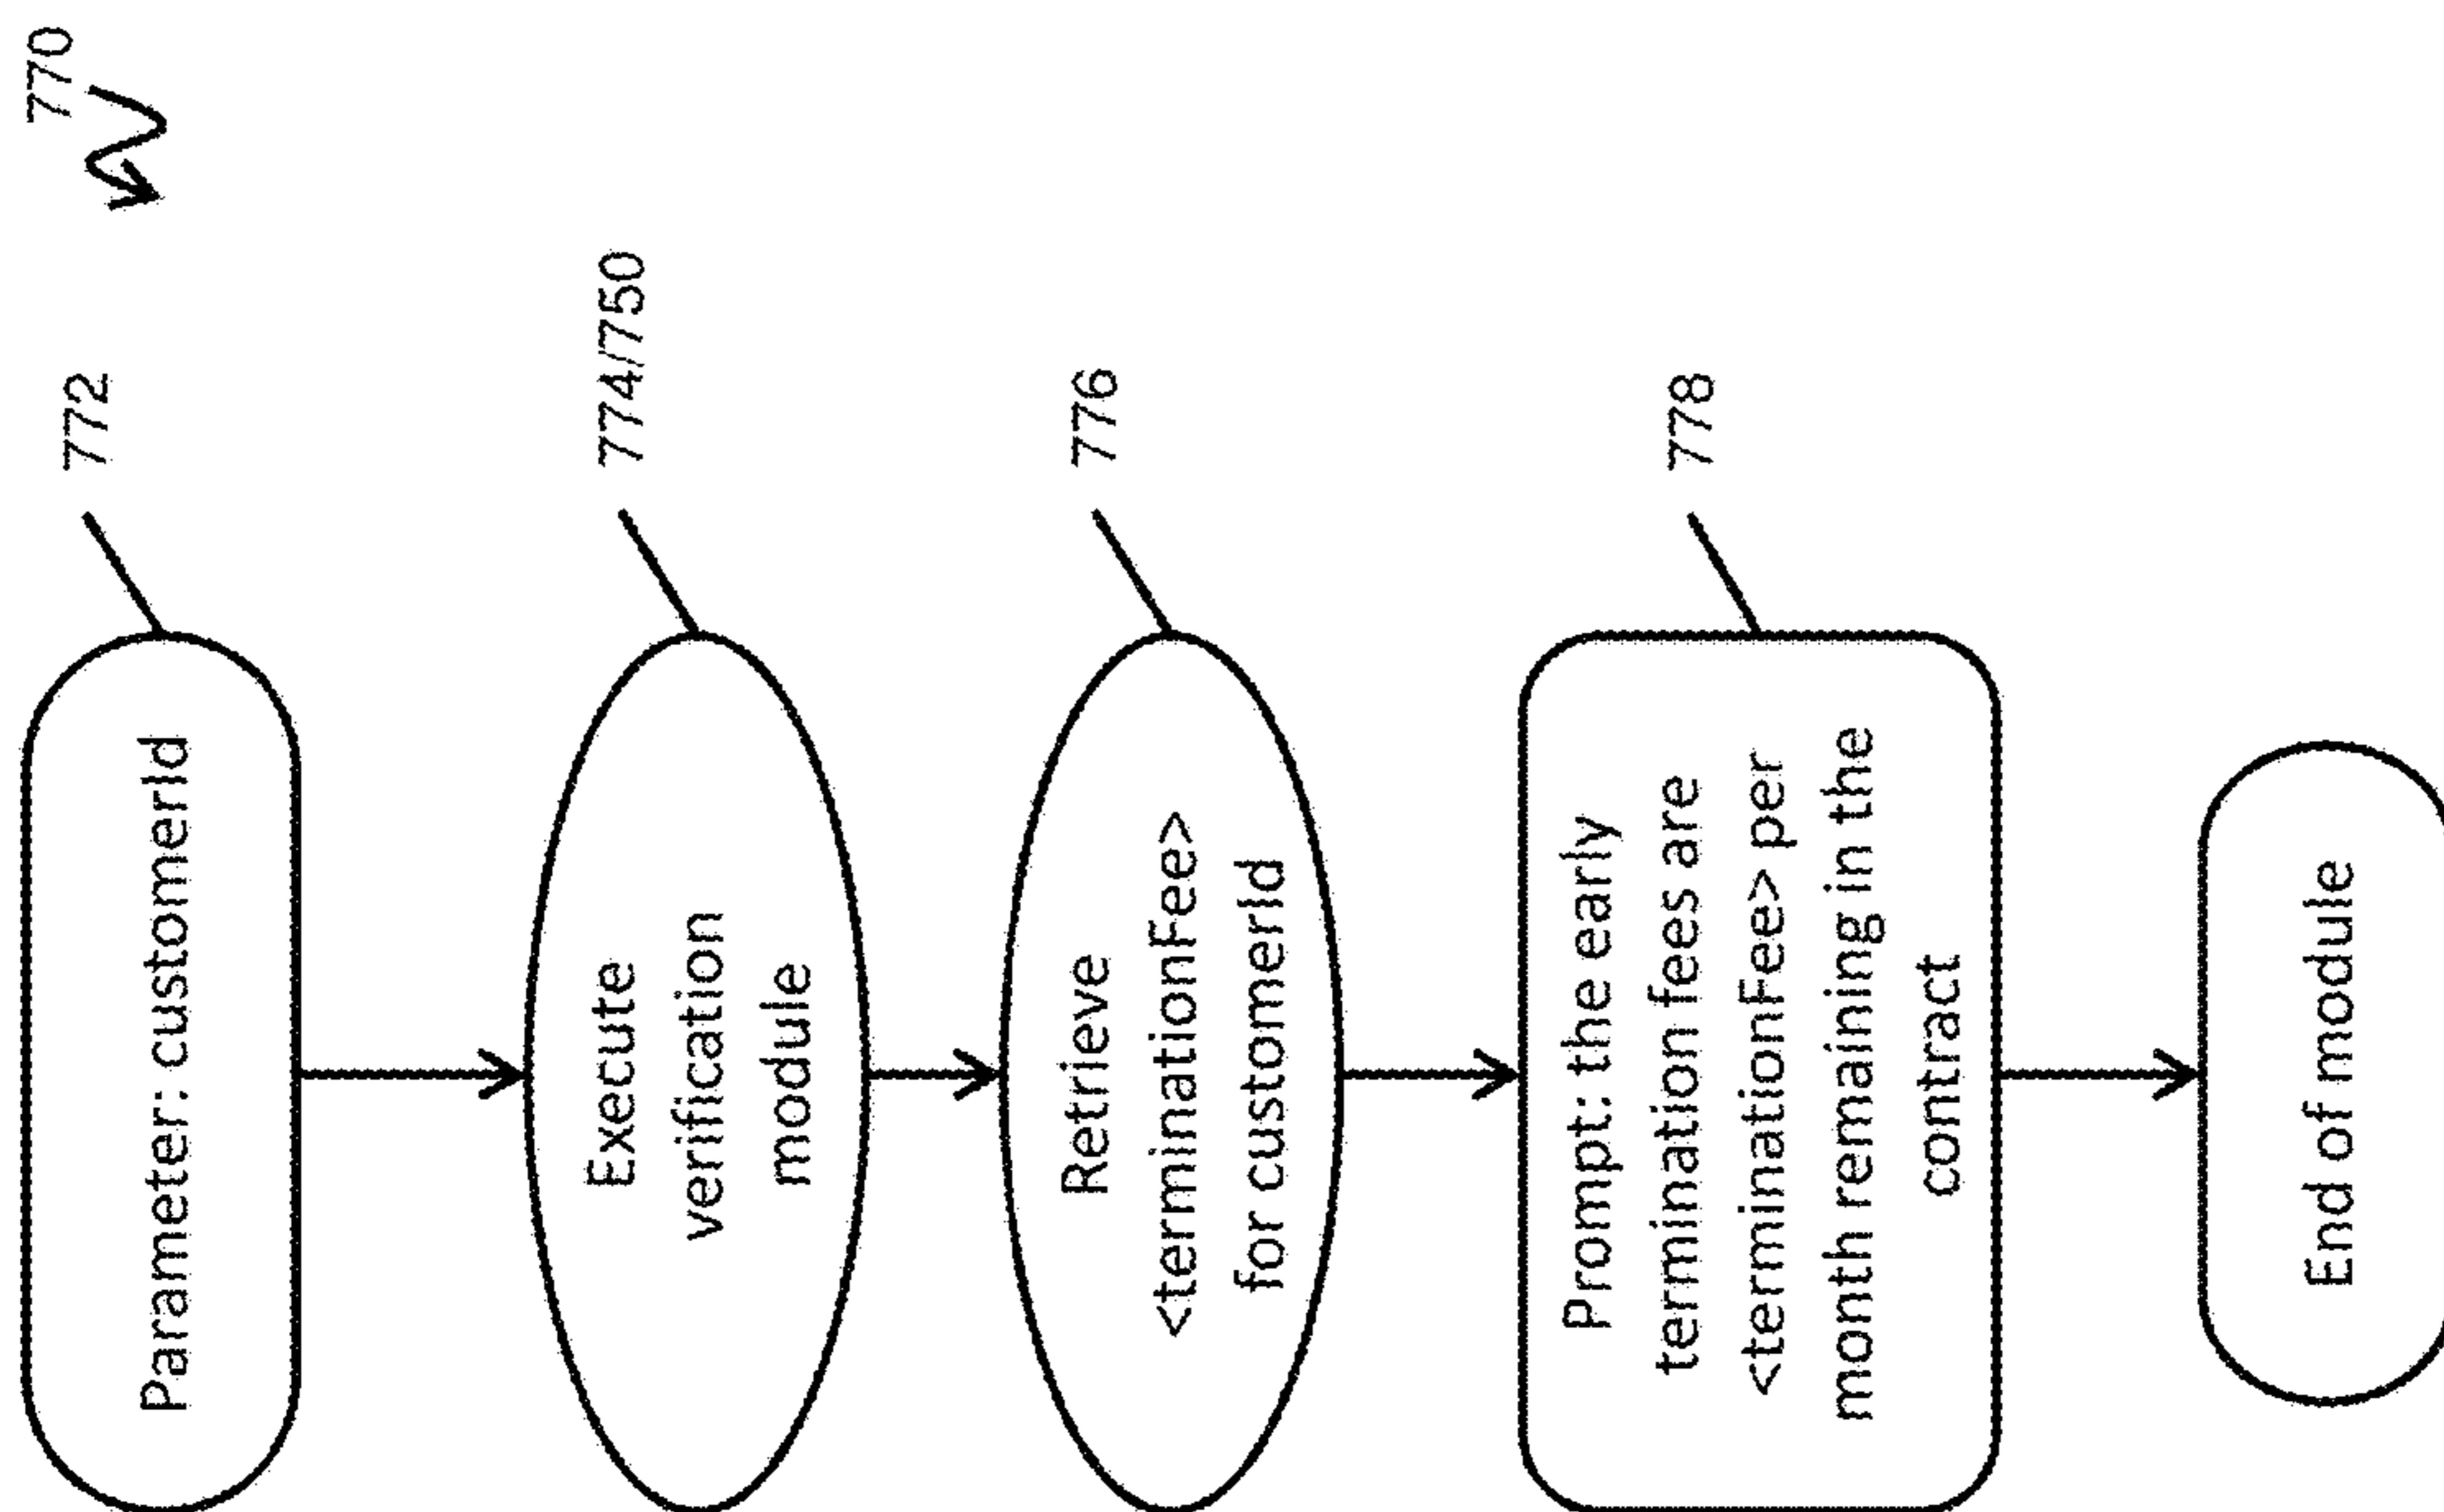 770
772
Parameter: customerId
774/750
Execute
verification
module
776
Retrieve
<terminationFee>
for customerId
778
Prompt: the early
termination fees are
<terminationFee> per
month remaining in the
contract
End of module